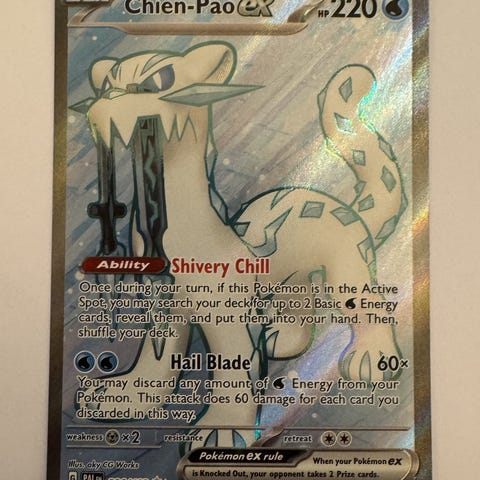 Chien-Pao ex
HP 220
Ability Shivery Chill
Once during your turn, if this Pokémon is in the Active
Spot, you may search your deck for up to 2 Basic Energy
cards, reveal them, and put them into your hand. Then,
shuffle your deck.
Hail Blade 60×
You may discard any amount of Energy from your
Pokémon. This attack does 60 damage for each card you
discarded in this way.
weakness ×2 resistance retreat
Illus. aky CG Works
Pokémon ex rule
When your Pokémon ex
is Knocked Out, your opponent takes 2 Prize cards.
G PAL EN